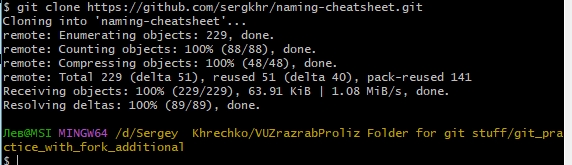 $ git clone https://github.com/sergkhr/naming-cheatsheet.git
Cloning into 'naming-cheatsheet'...
remote: Enumerating objects: 229, done.
remote: Counting objects: 100% (88/88), done.
remote: Compressing objects: 100% (48/48), done.
remote: Total 229 (delta 51), reused 51 (delta 40), pack-reused 141
Receiving objects: 100% (229/229), 63.91 KiB | 1.08 MiB/s, done.
Resolving deltas: 100% (89/89), done.
Лев@MSI MINGW64 /d/Sergey  Khrechko/VUZrazrabProliz Folder for git stuff/git_pra
ctice_with_fork_additional
$